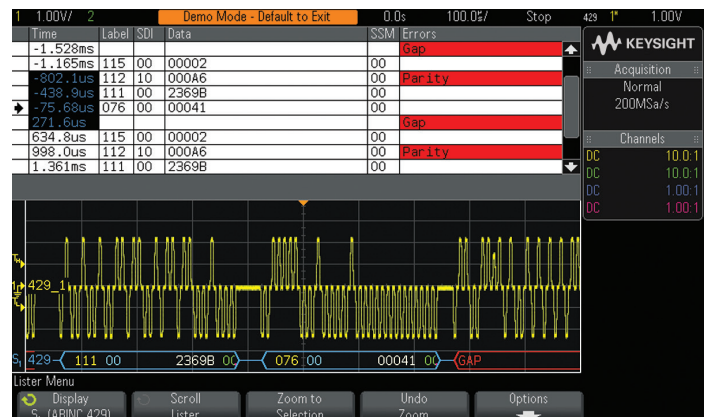 1 1.00V/ 2 Demo Mode - Default to Exit 0.0s 100.0%/ Stop 429 1" 1.00V
Time Label SDI Data SSM Errors
-1.528ms Gap
-1.165ms 115 00 00002 00
-802.1us 112 10 000A6 00 Parity
-438.9us 111 00 2369B 00
-75.68us 076 00 00041 00
271.6us Gap
634.8us 115 00 00002 00
998.0us 112 10 000A6 00 Parity
1.361ms 111 00 2369B 00
KEYSIGHT
Acquisition
Normal
200MSa/s
Channels
DC 10.0:1
DC 10.0:1
DC 1.00:1
DC 1.00:1
429_1
S1 429 111 00 2369B 00 076 00 00041 00 GAP
Lister Menu
Display Scroll Zoom to Undo Options
S1 (ARINC 429) Lister Selection Zoom